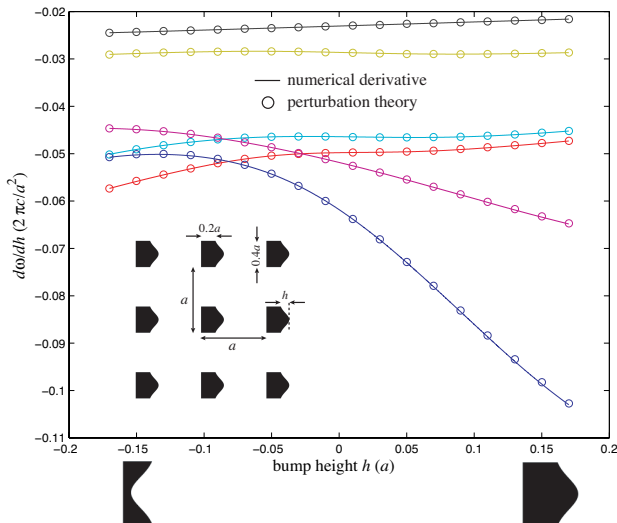 −0.02
−0.03
−0.04
−0.05
−0.06
−0.07
−0.08
−0.09
−0.1
−0.11
dω/dh (2 πc/a²)
numerical derivative
perturbation theory
0.2a
0.4a
h
a
a
−0.2
−0.15
−0.1
−0.05
0
0.05
0.1
0.15
0.2
bump height h (a)